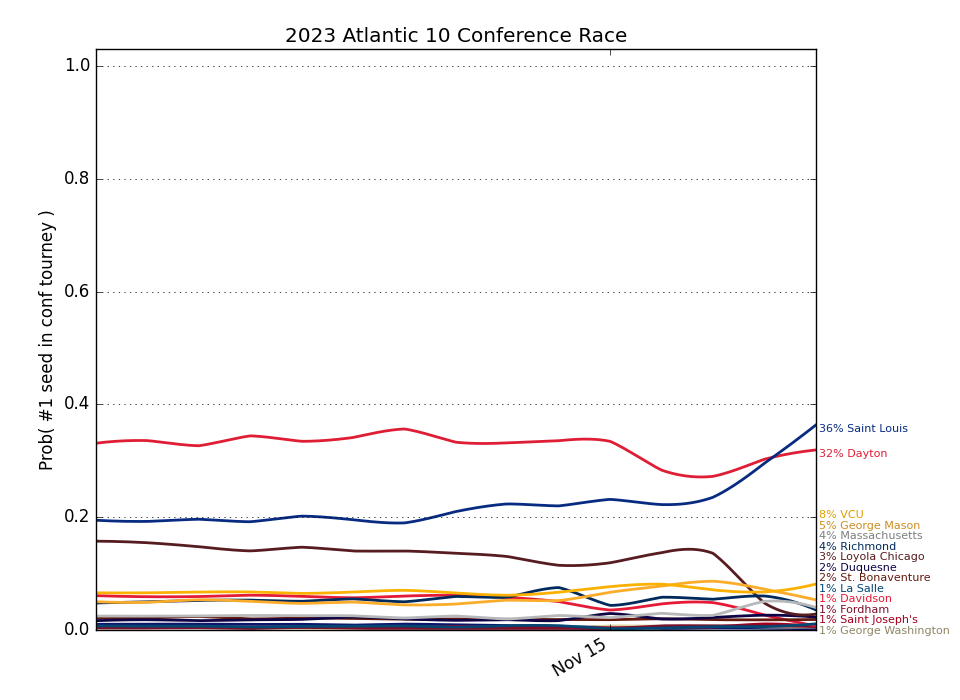 2023 Atlantic 10 Conference Race
Prob( #1 seed in conf tourney )
1.0
0.8
0.6
0.4
0.2
0.0
Nov 15
36% Saint Louis
32% Dayton
8% VCU
5% George Mason
4% Massachusetts
4% Richmond
3% Loyola Chicago
2% Duquesne
2% St. Bonaventure
1% La Salle
1% Davidson
1% Fordham
1% Saint Joseph's
1% George Washington